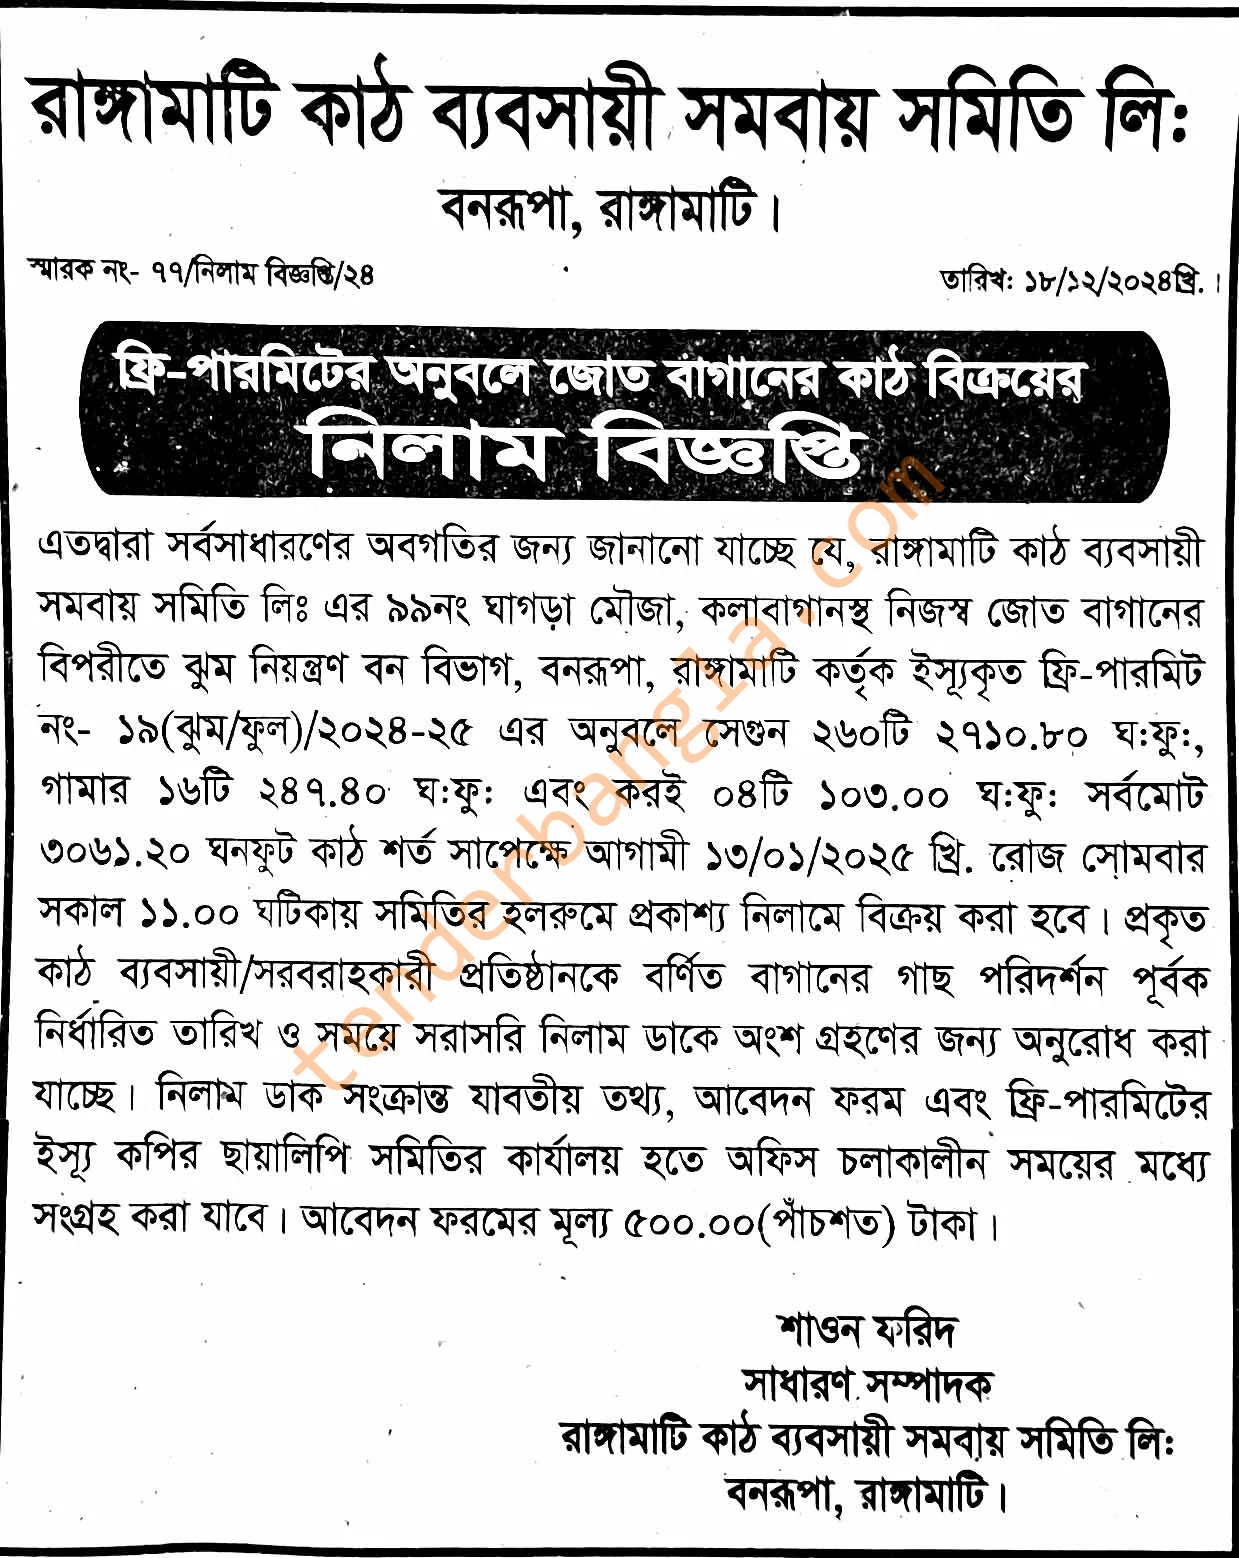 রাঙ্গামাটি কাঠ ব্যবসায়ী সমবায় সমিতি লি:
বনরূপা, রাঙ্গামাটি।
স্মারক নং- ৭৭/নিলাম বিজ্ঞপ্তি/২৪ তারিখ: ১৮/১২/২০২৪খ্রি.।
ফ্রি-পারমিটের অনুবলে জোত বাগানের কাঠ বিক্রয়ের
নিলাম বিজ্ঞপ্তি
এতদ্বারা সর্বসাধারণের অবগতির জন্য জানানো যাচ্ছে যে, রাঙ্গামাটি কাঠ ব্যবসায়ী
সমবায় সমিতি লিঃ এর ৯৯নং ঘাগড়া মৌজা, কলাবাগানস্থ নিজস্ব জোত বাগানের
বিপরীতে ঝুম নিয়ন্ত্রণ বন বিভাগ, বনরূপা, রাঙ্গামাটি কর্তৃক ইস্যূকৃত ফ্রি-পারমিট
নং- ১৯(ঝুম/ফুল)/২০২৪-২৫ এর অনুবলে সেগুন ২৬০টি ২৭১০.৮০ ঘ:ফু:,
গামার ১৬টি ২৪৭.৪০ ঘ:ফু: এবং করই ০৪টি ১০৩.০০ ঘ:ফু: সর্বমোট
৩০৬১.২০ ঘনফুট কাঠ শর্ত সাপেক্ষে আগামী ১৩/০১/২০২৫ খ্রি. রোজ সোমবার
সকাল ১১.০০ ঘটিকায় সমিতির হলরুমে প্রকাশ্য নিলামে বিক্রয় করা হবে। প্রকৃত
কাঠ ব্যবসায়ী/সরবরাহকারী প্রতিষ্ঠানকে বর্ণিত বাগানের গাছ পরিদর্শন পূর্বক
নির্ধারিত তারিখ ও সময়ে সরাসরি নিলাম ডাকে অংশ গ্রহণের জন্য অনুরোধ করা
যাচ্ছে। নিলাম ডাক সংক্রান্ত যাবতীয় তথ্য, আবেদন ফরম এবং ফ্রি-পারমিটের
ইস্যূ কপির ছায়ালিপি সমিতির কার্যালয় হতে অফিস চলাকালীন সময়ের মধ্যে
সংগ্রহ করা যাবে। আবেদন ফরমের মূল্য ৫০০.০০(পাঁচশত) টাকা।
শাওন ফরিদ
সাধারণ সম্পাদক
রাঙ্গামাটি কাঠ ব্যবসায়ী সমবায় সমিতি লি:
বনরূপা, রাঙ্গামাটি।
tenderbangla.com